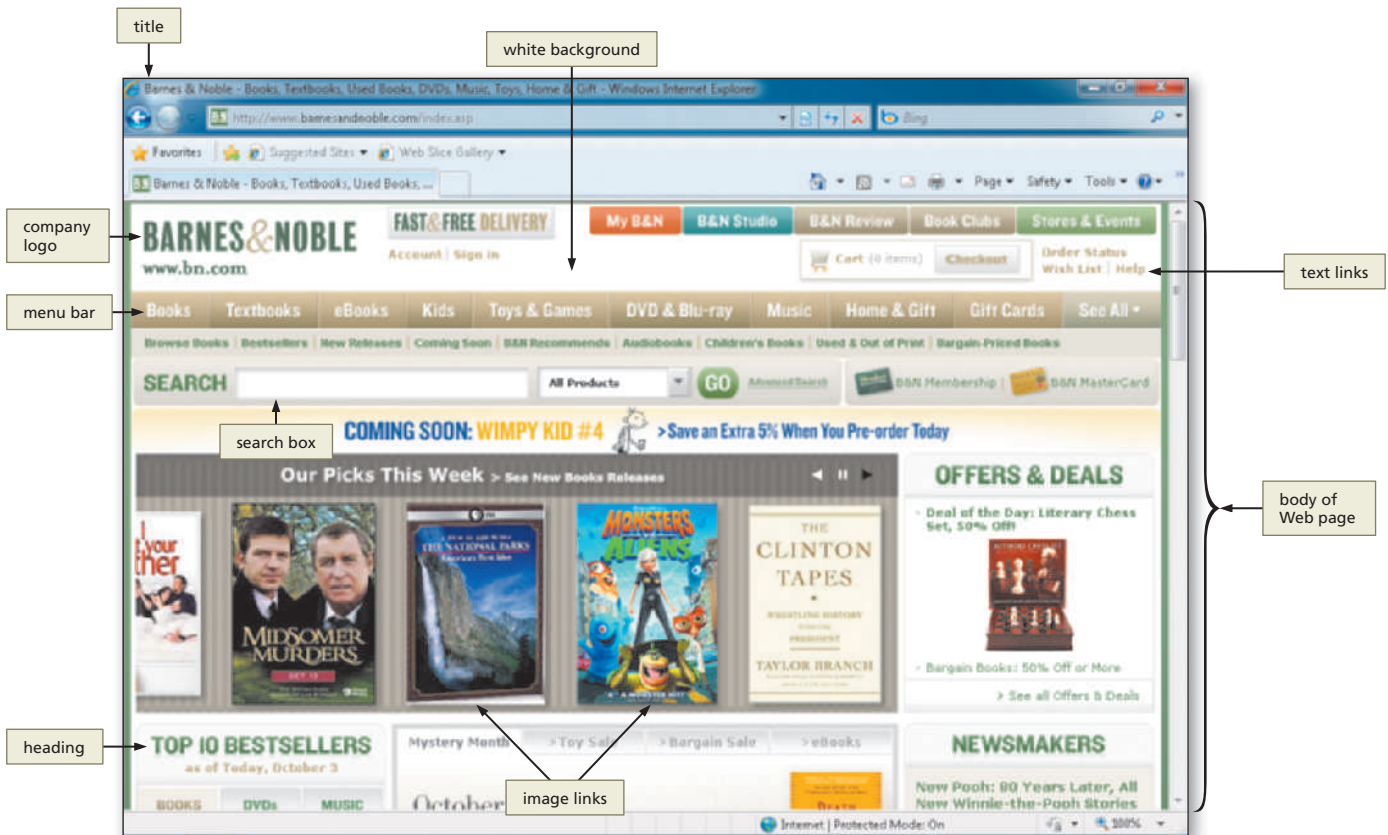 title
white background
Barnes & Noble - Books, Textbooks, Used Books, DVDs, Music, Toys, Home & Gift - Windows Internet Explorer
http://www.barnesandnoble.com/index.asp
Bing
Favorites
Suggested Sites
Web Slice Gallery
Barnes & Noble - Books, Textbooks, Used Books, ...
Page
Safety
Tools
company
logo
BARNES&NOBLE
www.bn.com
FAST&FREE DELIVERY
Account | Sign in
My B&N
B&N Studio
B&N Review
Book Clubs
Stores & Events
Cart (0 items)
Checkout
Order Status
Wish List | Help
text links
menu bar
Books
Textbooks
eBooks
Kids
Toys & Games
DVD & Blu-ray
Music
Home & Gift
Gift Cards
See All
Browse Books | Bestsellers | New Releases | Coming Soon | B&N Recommends | Audiobooks | Children's Books | Used & Out of Print | Bargain-Priced Books
SEARCH
All Products
GO
Advanced Search
B&N Membership |
B&N MasterCard
search box
COMING SOON: WIMPY KID #4
> Save an Extra 5% When You Pre-order Today
Our Picks This Week > See New Books Releases
OFFERS & DEALS
Deal of the Day: Literary Chess
Set, 50% Off!
body of
Web page
your
MIDSOMER
MURDERS
SET 13
PBS
THE NATIONAL PARKS
America's Best Idea
MONSTERS
ALIENS
THE
CLINTON
TAPES
WRESTLING HISTORY
PRESIDENT
TAYLOR BRANCH
Bargain Books: 50% Off or More
> See all Offers & Deals
heading
TOP 10 BESTSELLERS
as of Today, October 3
BOOKS
DVDs
MUSIC
Mystery Month
> Toy Sale
> Bargain Sale
> eBooks
image links
October
DEATH
NEWSMAKERS
New Pooh: 80 Years Later, All
New Winnie-the-Pooh Stories
Internet | Protected Mode: On
100%